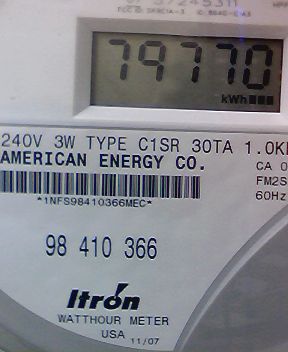 37245311
79770
kWh
240V 3W TYPE C1SR 30TA 1.0K
AMERICAN ENERGY CO.
CA 0
FM2S
60Hz
*1NFS98410366MEC*
98 410 366
Itron
WATTHOUR METER
USA 11/07